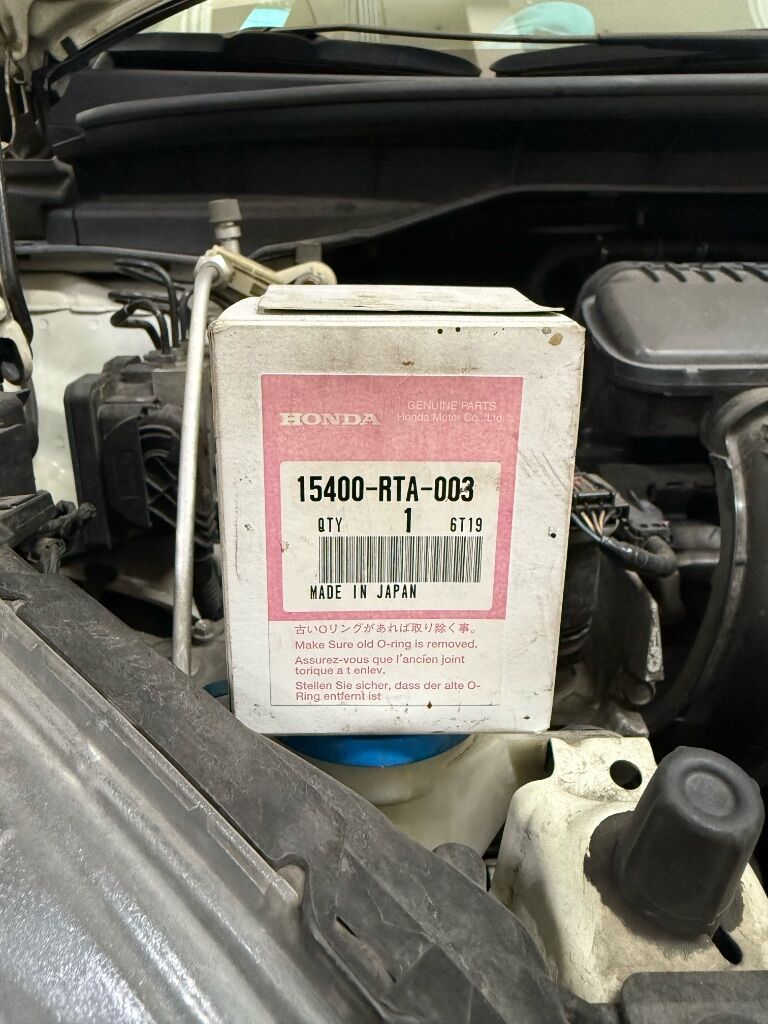 HONDA
GENUINE PARTS
Honda Motor Co., Ltd.
15400-RTA-003
QTY 1 6T19
MADE IN JAPAN
古いOリングがあれば取り除く事。
Make Sure old O-ring is removed.
Assurez-vous que l'ancien joint
torique a t enlev.
Stellen Sie sicher, dass der alte O-
Ring entfernt ist